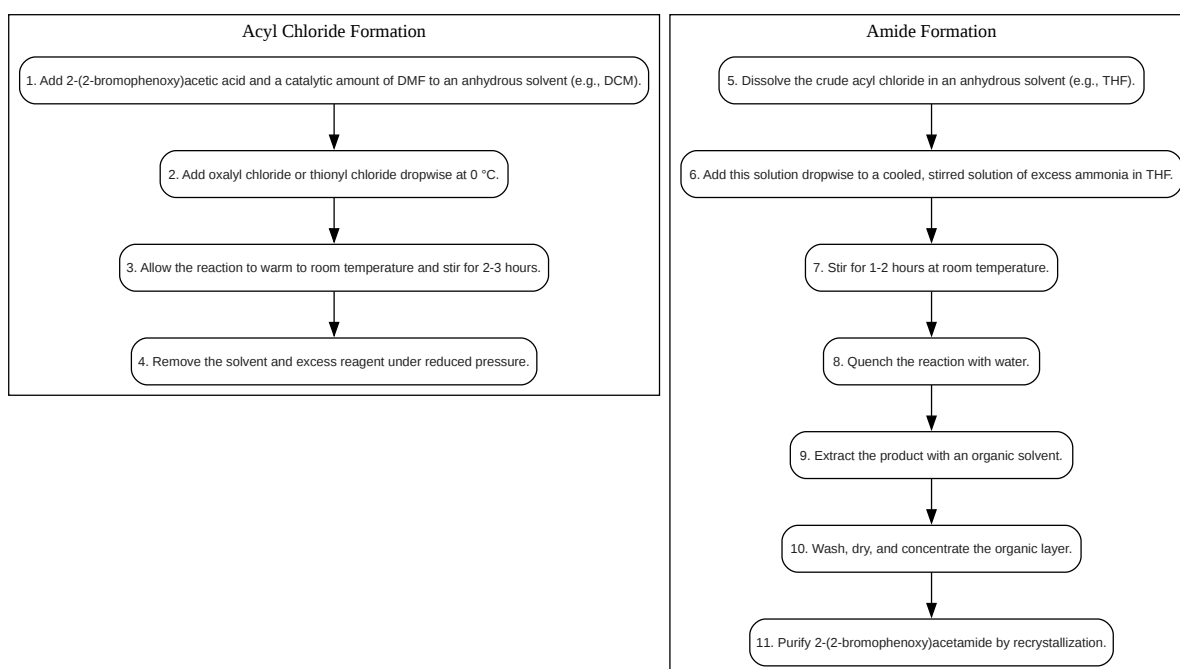 Acyl Chloride Formation
1. Add 2-(2-bromophenoxy)acetic acid and a catalytic amount of DMF to an anhydrous solvent (e.g., DCM).
2. Add oxalyl chloride or thionyl chloride dropwise at 0 °C.
3. Allow the reaction to warm to room temperature and stir for 2-3 hours.
4. Remove the solvent and excess reagent under reduced pressure.
Amide Formation
5. Dissolve the crude acyl chloride in an anhydrous solvent (e.g., THF).
6. Add this solution dropwise to a cooled, stirred solution of excess ammonia in THF.
7. Stir for 1-2 hours at room temperature.
8. Quench the reaction with water.
9. Extract the product with an organic solvent.
10. Wash, dry, and concentrate the organic layer.
11. Purify 2-(2-bromophenoxy)acetamide by recrystallization.